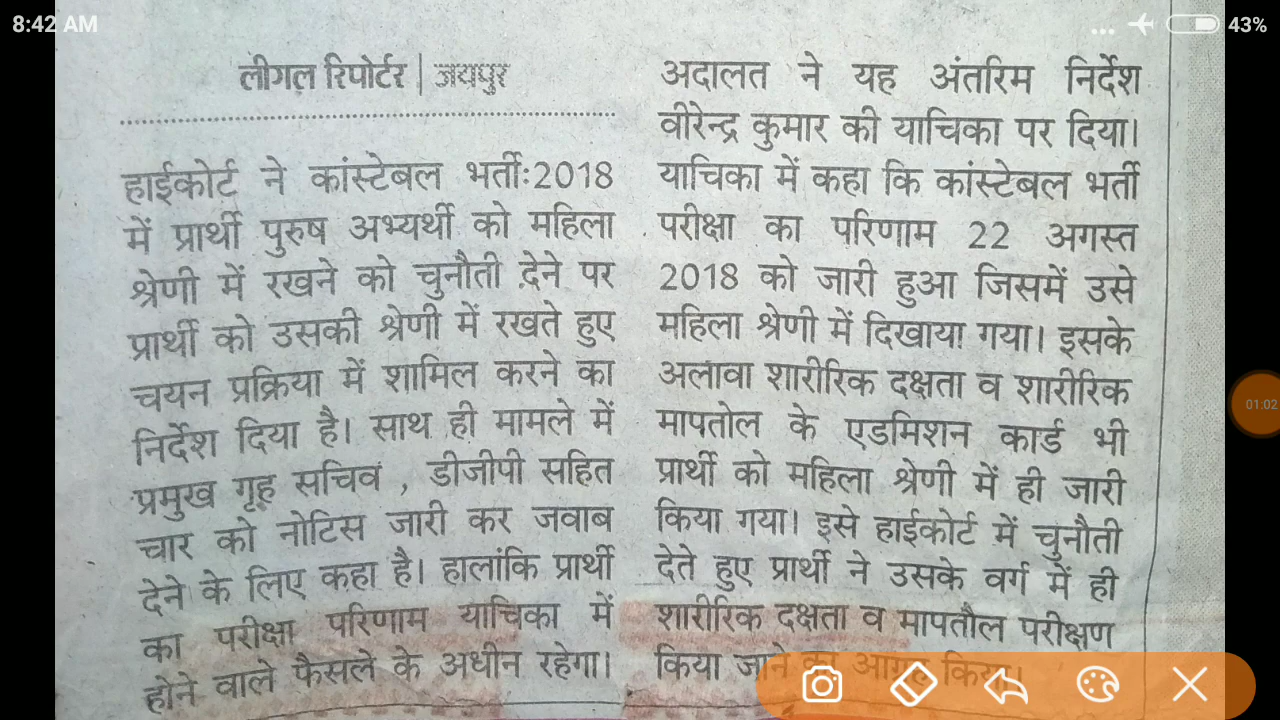 8:42 AM
... 43%
लीगल रिपोर्टर | जयपुर
हाईकोर्ट ने कांस्टेबल भर्ती:2018
में प्रार्थी पुरुष अभ्यर्थी को महिला
श्रेणी में रखने को चुनौती देने पर
प्रार्थी को उसकी श्रेणी में रखते हुए
चयन प्रक्रिया में शामिल करने का
निर्देश दिया है। साथ ही मामले में
प्रमुख गृह सचिव , डीजीपी सहित
चार को नोटिस जारी कर जवाब
देने के लिए कहा है। हालांकि प्रार्थी
का परीक्षा परिणाम याचिका में
होने वाले फैसले के अधीन रहेगा।
अदालत ने यह अंतरिम निर्देश
वीरेन्द्र कुमार की याचिका पर दिया।
याचिका में कहा कि कांस्टेबल भर्ती
परीक्षा का परिणाम 22 अगस्त
2018 को जारी हुआ जिसमें उसे
महिला श्रेणी में दिखाया गया। इसके
अलावा शारीरिक दक्षता व शारीरिक
मापतोल के एडमिशन कार्ड भी
प्रार्थी को महिला श्रेणी में ही जारी
किया गया। इसे हाईकोर्ट में चुनौती
देते हुए प्रार्थी ने उसके वर्ग में ही
शारीरिक दक्षता व मापतौल परीक्षण
किया जाने का आग्रह किया।
01:02